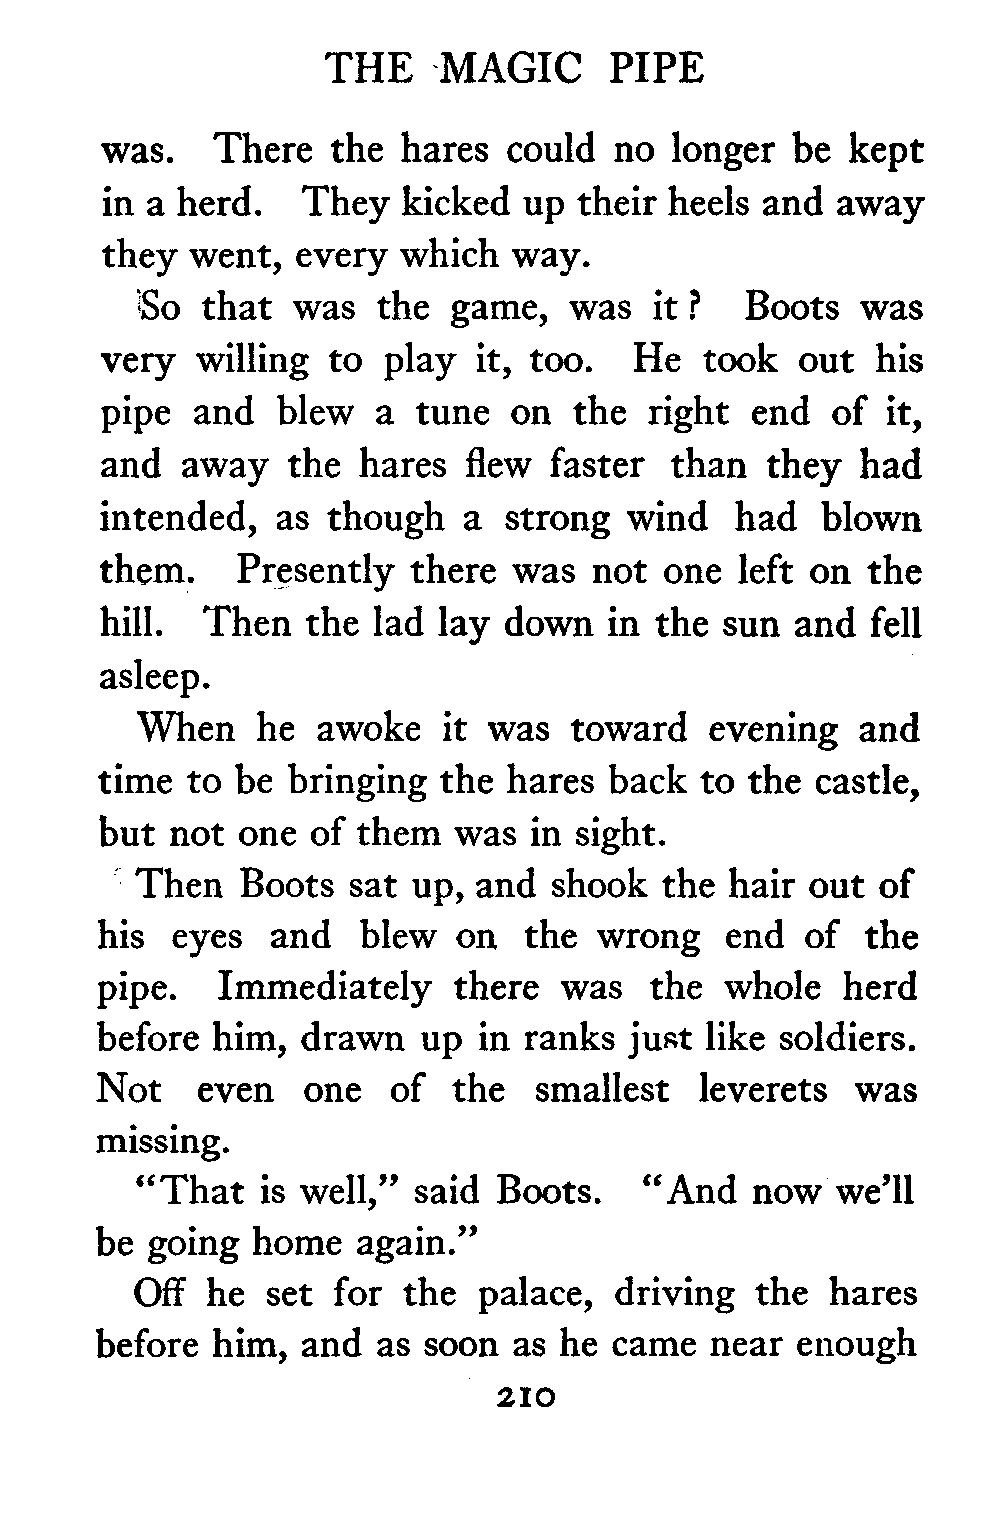 THE MAGIC PIPE
was. There the hares could no longer be kept
in a herd. They kicked up their heels and away
they went, every which way.
So that was the game, was it? Boots was
very willing to play it, too. He took out his
pipe and blew a tune on the right end of it,
and away the hares flew faster than they had
intended, as though a strong wind had blown
them. Presently there was not one left on the
hill. Then the lad lay down in the sun and fell
asleep.
When he awoke it was toward evening and
time to be bringing the hares back to the castle,
but not one of them was in sight.
Then Boots sat up, and shook the hair out of
his eyes and blew on the wrong end of the
pipe. Immediately there was the whole herd
before him, drawn up in ranks just like soldiers.
Not even one of the smallest leverets was
missing.
“That is well,” said Boots. “And now we’ll
be going home again.”
Off he set for the palace, driving the hares
before him, and as soon as he came near enough
210